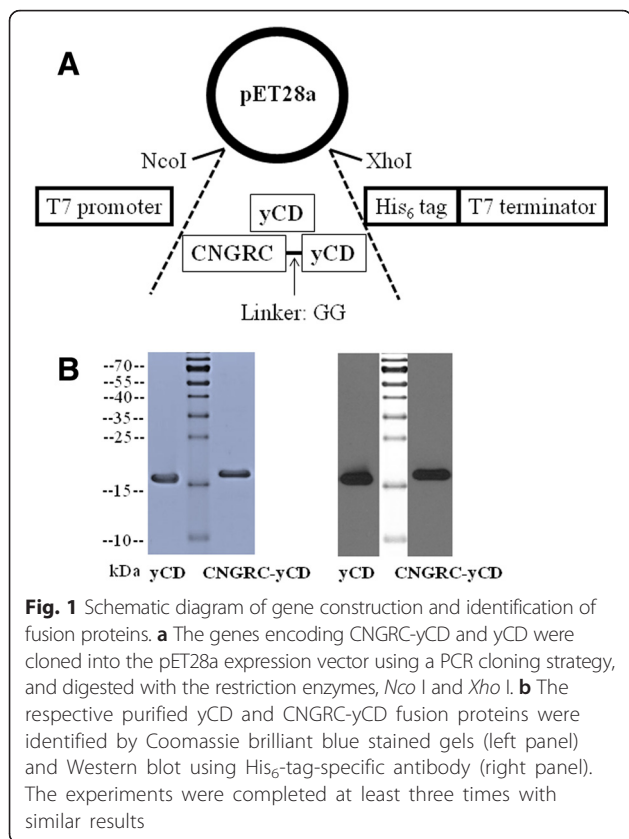 A
pET28a
NcoI
XhoI
T7 promoter
yCD
His₆ tag
T7 terminator
CNGRC
yCD
Linker: GG
B
--70--
--55--
--40--
--35--
--25--
--15--
--10--
kDa yCD CNGRC-yCD yCD CNGRC-yCD
Fig. 1 Schematic diagram of gene construction and identification of
fusion proteins. a The genes encoding CNGRC-yCD and yCD were
cloned into the pET28a expression vector using a PCR cloning strategy,
and digested with the restriction enzymes, Nco I and Xho I. b The
respective purified yCD and CNGRC-yCD fusion proteins were
identified by Coomassie brilliant blue stained gels (left panel)
and Western blot using His₆-tag-specific antibody (right panel).
The experiments were completed at least three times with
similar results